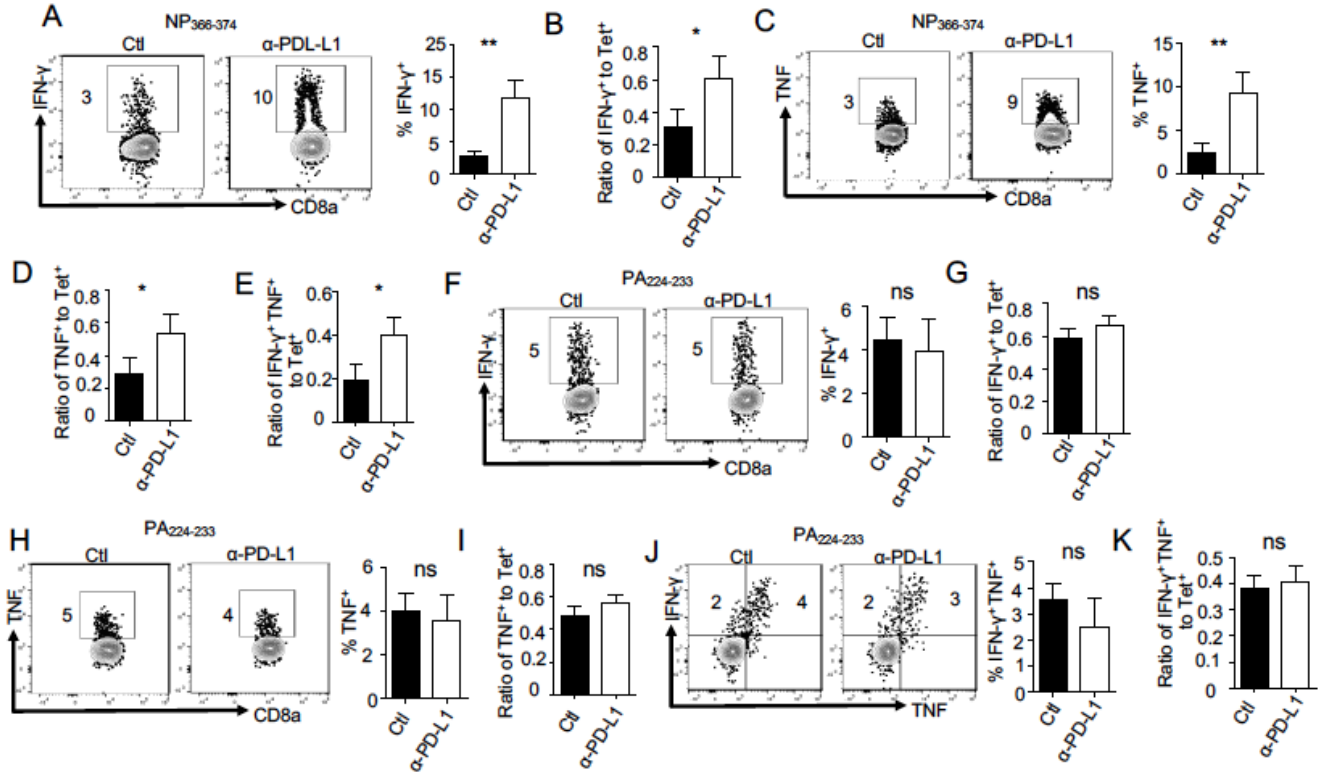 A
NP₃₆₆₋₃₇₄
Ctl
α-PDL-L1
IFN-γ
3
10
CD8a
% IFN-γ⁺
25
15
10
5
0
**
Ctl
α-PD-L1
B
Ratio of IFN-γ⁺ to Tet⁺
0.8
0.6
0.4
0.2
0
*
Ctl
α-PD-L1
C
NP₃₆₆₋₃₇₄
Ctl
α-PD-L1
TNF
3
9
CD8a
% TNF⁺
15
10
5
0
**
Ctl
α-PD-L1
D
Ratio of TNF⁺ to Tet⁺
0.8
0.6
0.4
0.2
0
*
Ctl
α-PD-L1
E
Ratio of IFN-γ⁺ TNF⁺
to Tet⁺
0.6
0.4
0.2
0
*
Ctl
α-PD-L1
F
PA₂₂₄₋₂₃₃
Ctl
α-PD-L1
IFN-γ
5
5
CD8a
% IFN-γ⁺
6
4
2
0
ns
Ctl
α-PD-L1
G
Ratio of IFN-γ⁺ to Tet⁺
0.8
0.6
0.4
0.2
0
ns
Ctl
α-PD-L1
H
PA₂₂₄₋₂₃₃
Ctl
α-PD-L1
TNF
5
4
CD8a
% TNF⁺
6
4
2
0
ns
Ctl
α-PD-L1
I
Ratio of TNF⁺ to Tet⁺
0.8
0.6
0.4
0.2
0
ns
Ctl
α-PD-L1
J
PA₂₂₄₋₂₃₃
Ctl
α-PD-L1
IFN-γ
2
4
2
3
TNF
% IFN-γ⁺TNF⁺
5
4
3
2
1
0
ns
Ctl
α-PD-L1
K
Ratio of IFN-γ⁺TNF⁺
to Tet⁺
0.5
0.4
0.3
0.2
0.1
0
ns
Ctl
α-PD-L1